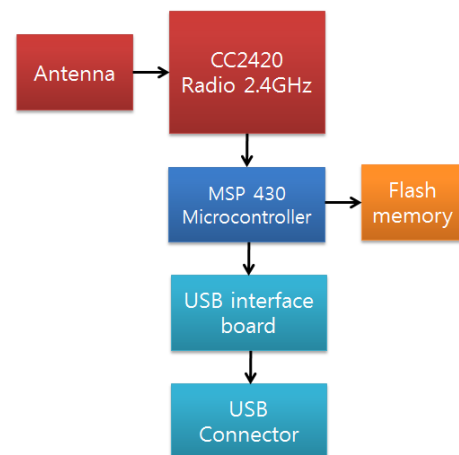 Antenna
CC2420
Radio 2.4GHz
MSP 430
Microcontroller
Flash
memory
USB interface
board
USB
Connector